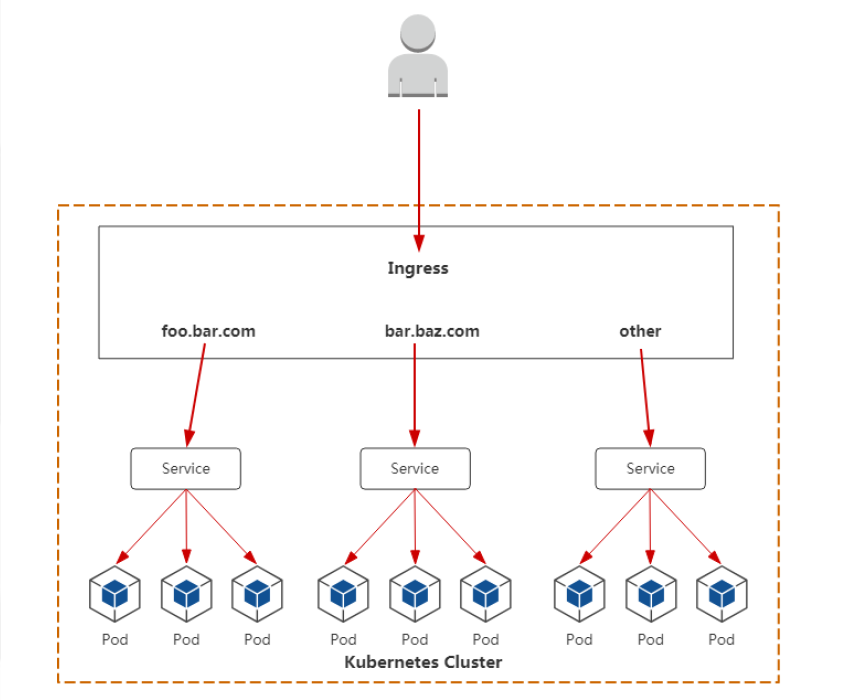 Ingress
foo.bar.com
bar.baz.com
other
Service
Service
Service
Pod
Pod
Pod
Pod
Pod
Pod
Pod
Pod
Pod
Kubernetes Cluster